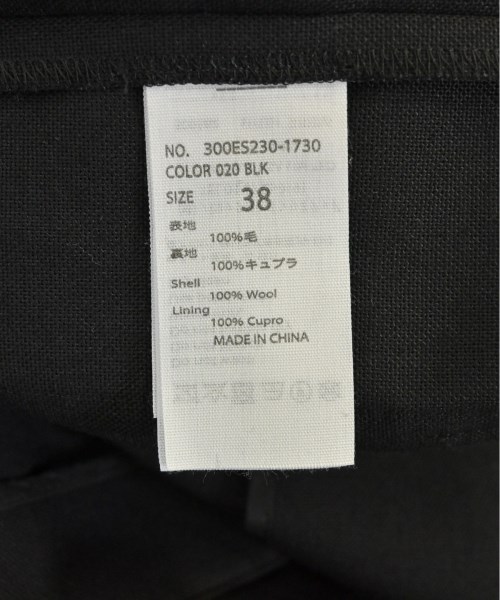 NO. 300ES230-1730
COLOR 020 BLK
SIZE 38
表地
100%毛
裏地
100%キュプラ
Shell
100% Wool
Lining
100% Cupro
MADE IN CHINA